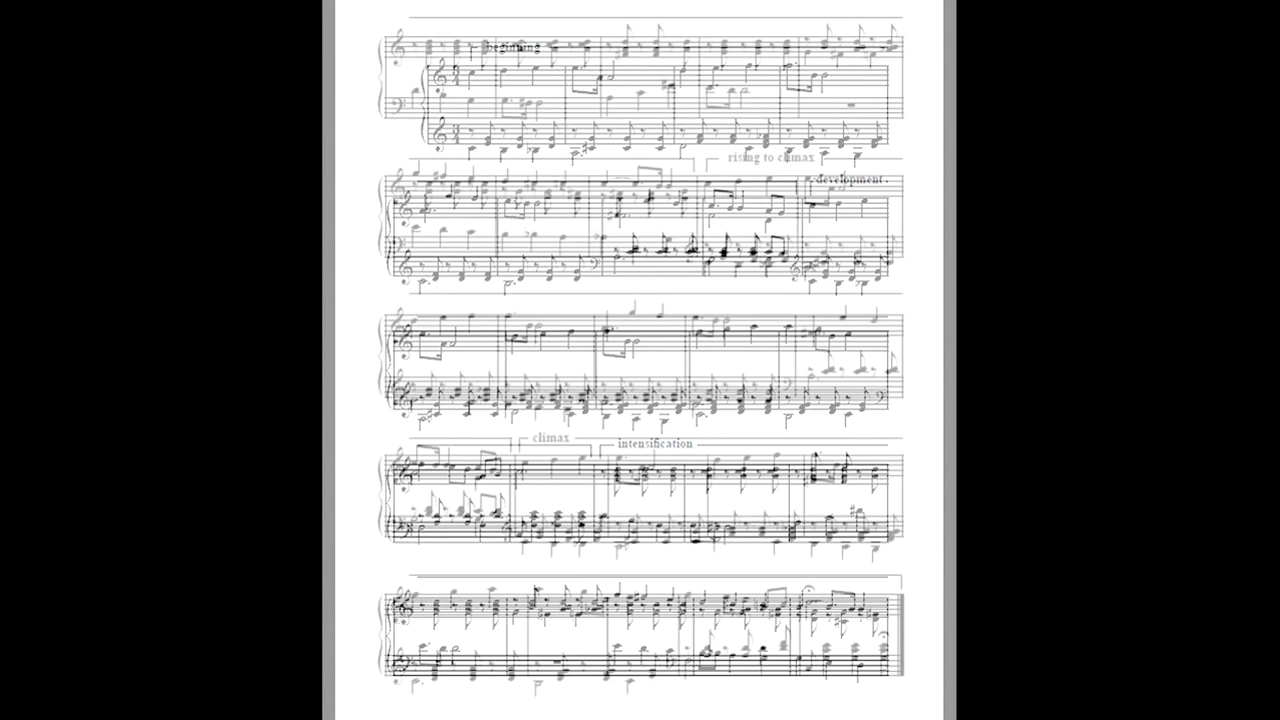 beginning
rising to climax
development
climax
intensification